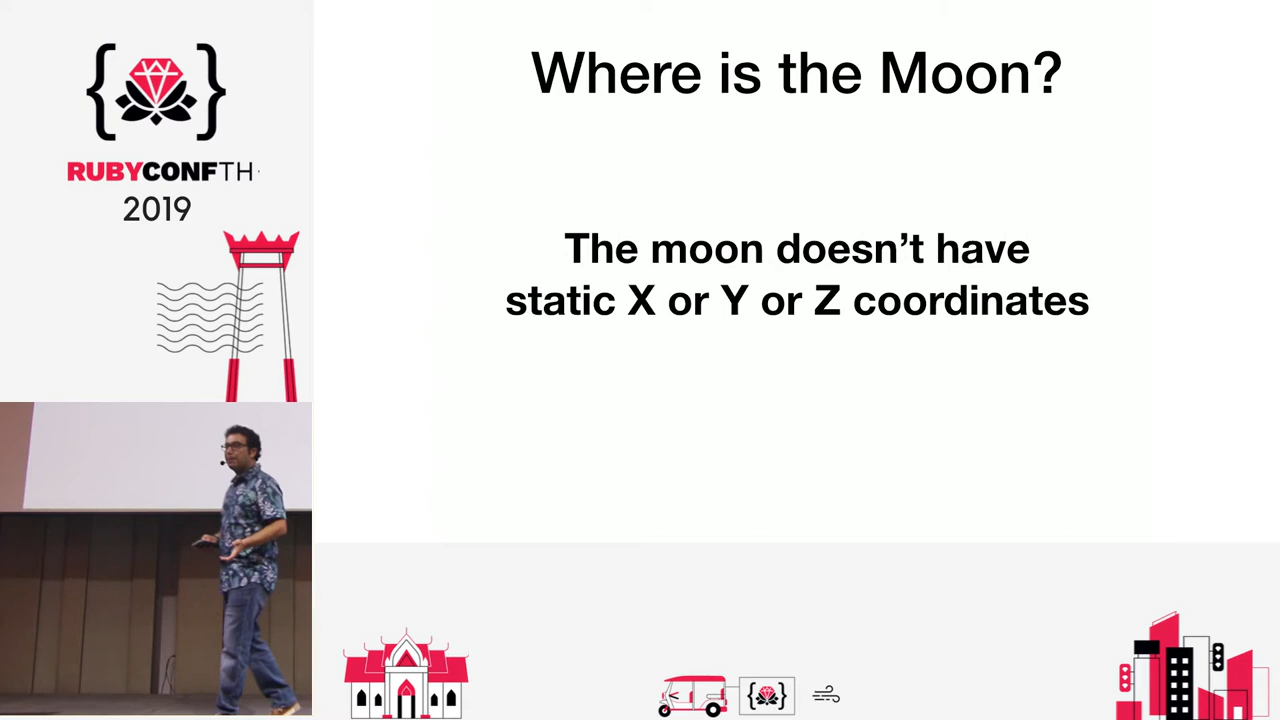 RUBYCONFTH
2019
Where is the Moon?
The moon doesn’t have
static X or Y or Z coordinates